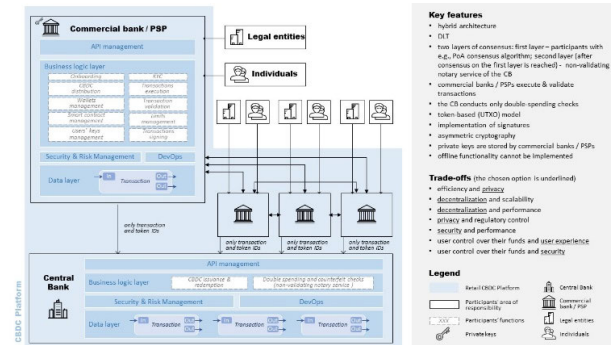 Commercial bank / PSP
API management
Business logic layer
Onboarding
KYC
CBDC distribution
Transactions execution
Wallets management
Transaction validation
Smart contract management
Limits management
Users' keys management
Transactions signing
Security & Risk Management
DevOps
Data layer
Transaction
Legal entities
Individuals
only transaction and token IDs
only transaction and token IDs
only transaction and token IDs
only transaction and token IDs
CBDC Platform
Central Bank
API management
Business logic layer
CBDC issuance & redemption
Double spending and counterfeit checks (non-validating notary service )
Security & Risk Management
DevOps
Data layer
Transaction
Transaction
Transaction
Key features
• hybrid architecture
• DLT
• two layers of consensus: first layer – participants with
e.g., PoA consensus algorithm; second layer (after
consensus on the first layer is reached) - non-validating
notary service of the CB
• commercial banks / PSPs execute & validate
transactions
• the CB conducts only double-spending checks
• token-based (UTXO) model
• implementation of signatures
• asymmetric cryptography
• private keys are stored by commercial banks / PSPs
• offline functionality cannot be implemented
Trade-offs (the chosen option is underlined)
• efficiency and privacy
• decentralization and scalability
• decentralization and performance
• privacy and regulatory control
• security and performance
• user control over their funds and user experience
• user control over their funds and security
Legend
Retail CBDC Platform
Central Bank
Participants' area of responsibility
Commercial bank / PSP
XXX
Participants' functions
Legal entities
Private keys
Individuals